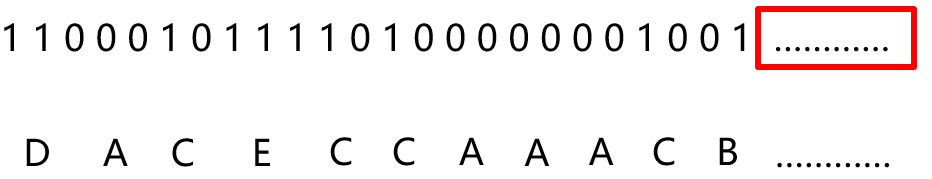 1 1 0 0 0 1 0 1 1 1 1 0 1 0 0 0 0 0 0 0 1 0 0 1 ............
D A C E C C A A A C B ............